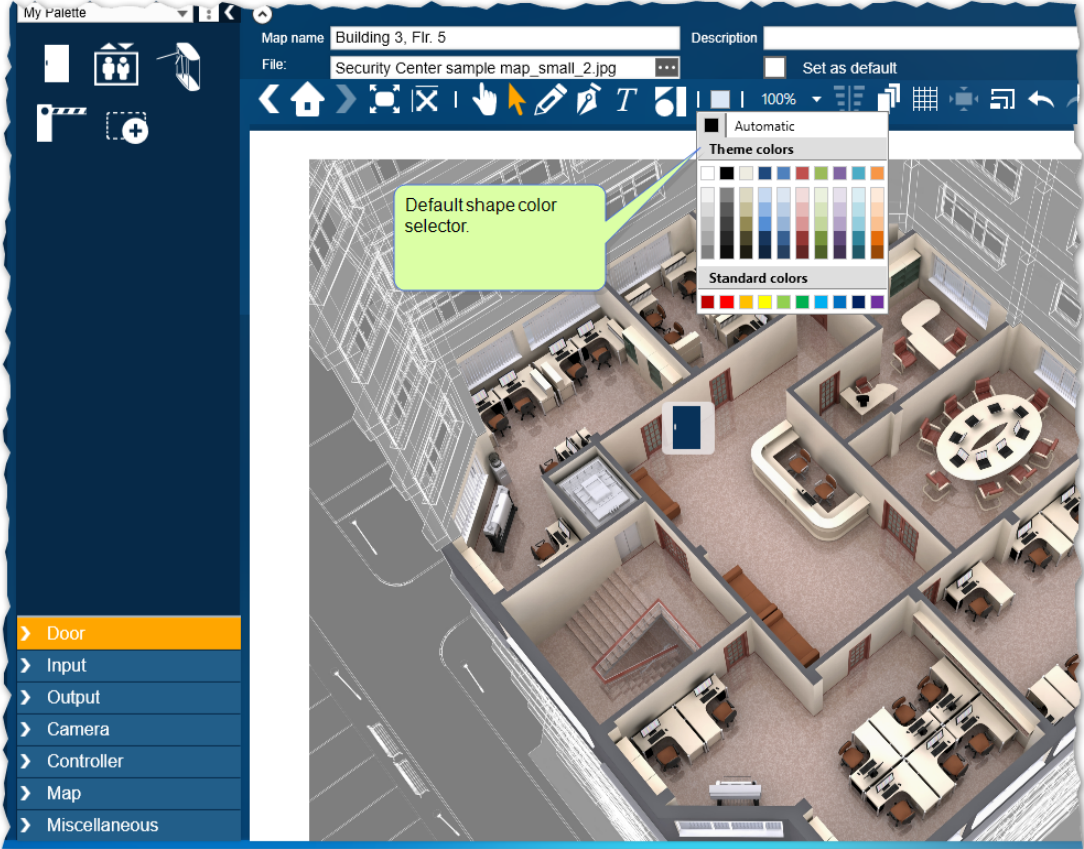 My Palette
Map name
Building 3, Flr. 5
Description
File:
Security Center sample map_small_2.jpg
Set as default
T
100%
Automatic
Theme colors
Default shape color
selector.
Standard colors
Door
Input
Output
Camera
Controller
Map
Miscellaneous